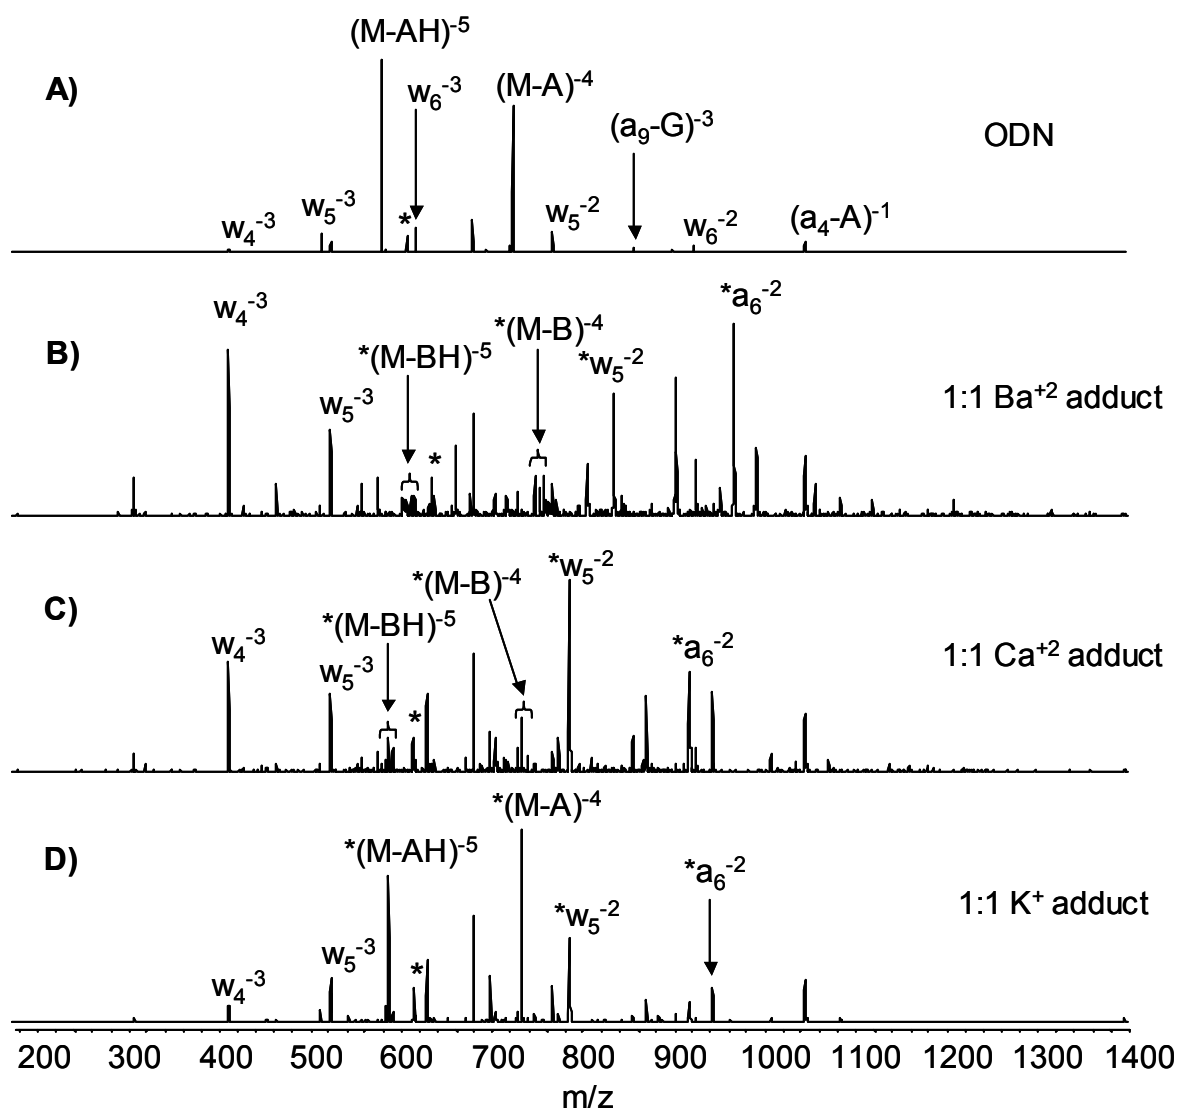 A)
(M-AH)⁻⁵
w₆⁻³
(M-A)⁻⁴
(a₉-G)⁻³
ODN
w₄⁻³
w₅⁻³
*
w₅⁻²
w₆⁻²
(a₄-A)⁻¹
B)
w₄⁻³
w₅⁻³
*(M-BH)⁻⁵
*
*(M-B)⁻⁴
*w₅⁻²
*a₆⁻²
1:1 Ba⁺² adduct
C)
w₄⁻³
w₅⁻³
*(M-BH)⁻⁵
*
*(M-B)⁻⁴
*w₅⁻²
*a₆⁻²
1:1 Ca⁺² adduct
D)
w₄⁻³
w₅⁻³
*(M-AH)⁻⁵
*
*(M-A)⁻⁴
*w₅⁻²
*a₆⁻²
1:1 K⁺ adduct
200 300 400 500 600 700 800 900 1000 1100 1200 1300 1400
m/z